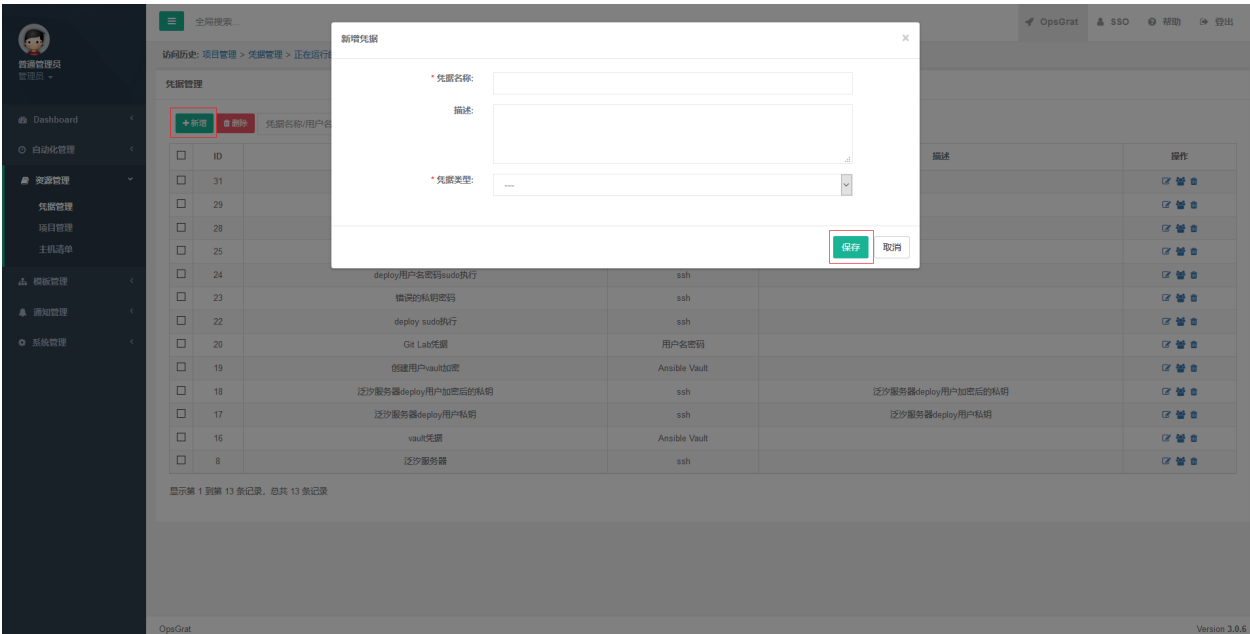 全局搜索...
OpsGrat
SSO
帮助
登出
普通管理员
管理员
Dashboard
自动化管理
资源管理
凭据管理
项目管理
主机清单
模板管理
通知管理
系统管理
访问历史: 项目管理 > 凭据管理 > 正在运行
凭据管理
新增
删除
凭据名称/用户名
新增凭据
×
* 凭据名称:
描述:
* 凭据类型:
---
保存
取消
ID 描述 操作
31
29
28
25
24 deploy用户名密码sudo执行 ssh
23 错误的私钥密码 ssh
22 deploy sudo执行 ssh
20 Git Lab凭据 用户名密码
19 创建用户vault加密 Ansible Vault
18 泛汐服务器deploy用户加密后的私钥 ssh 泛汐服务器deploy用户加密后的私钥
17 泛汐服务器deploy用户私钥 ssh 泛汐服务器deploy用户私钥
16 vault凭据 Ansible Vault
8 泛汐服务器 ssh
显示第 1 到第 13 条记录，总共 13 条记录
OpsGrat
Version 3.0.6